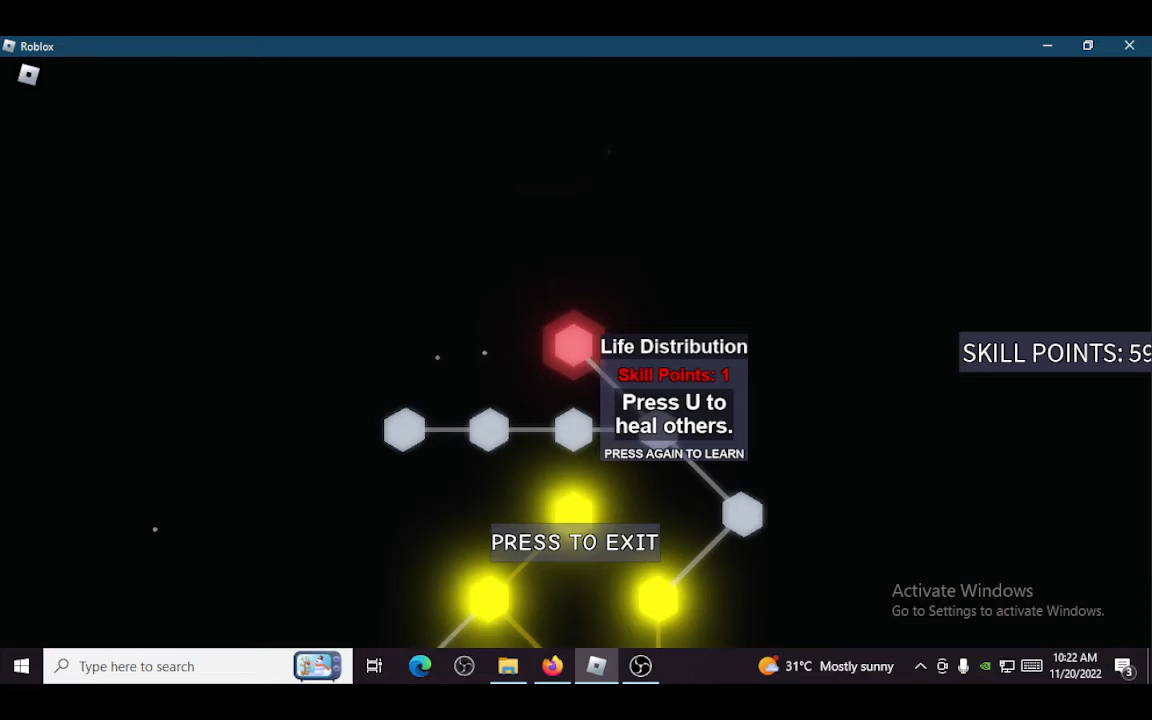 Roblox
Life Distribution
Skill Points: 1
Press U to
heal others.
PRESS AGAIN TO LEARN
SKILL POINTS: 59
PRESS TO EXIT
Activate Windows
Go to Settings to activate Windows.
Type here to search
31°C Mostly sunny
10:22 AM
11/20/2022
3